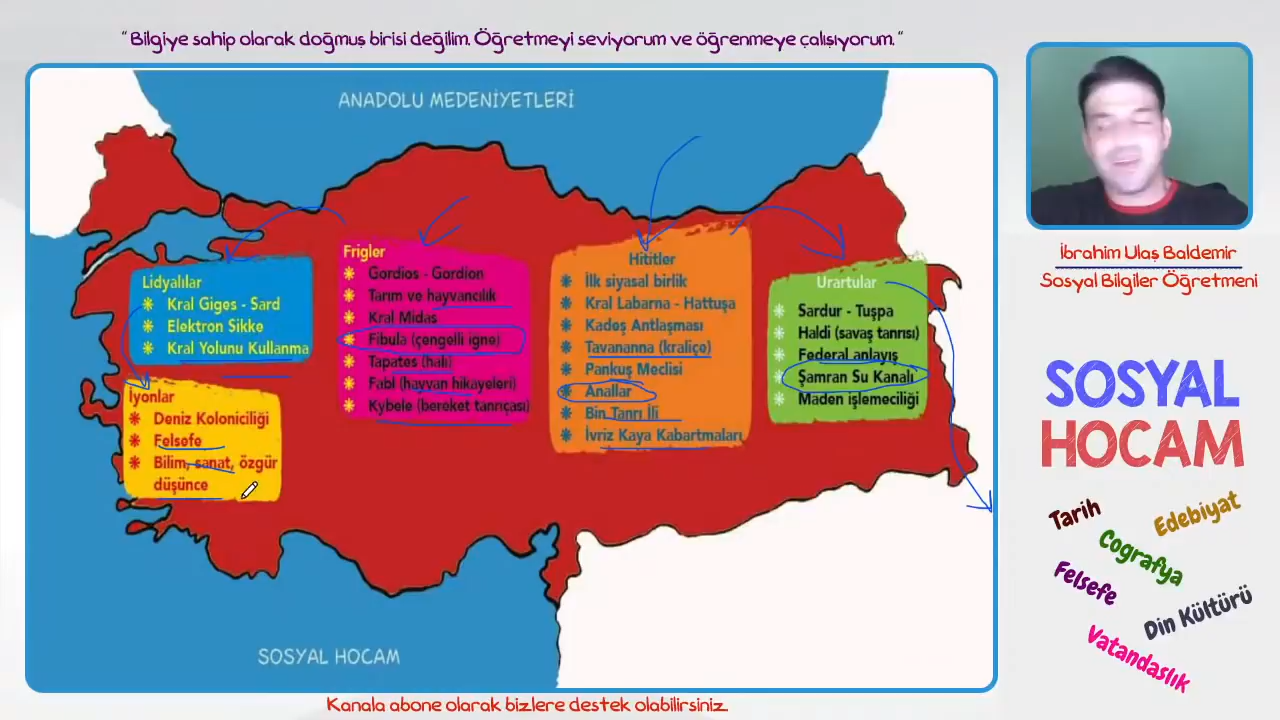 “Bilgiye sahip olarak doğmuş birisi değilim. Öğretmeyi seviyorum ve öğrenmeye çalışıyorum.”
ANADOLU MEDENİYETLERİ
Lidyalılar
Kral Giges - Sard
Elektron Sikke
Kral Yolunu Kullanma
İyonlar
Deniz Koloniciliği
Felsefe
Bilim, sanat, özgür
düşünce
Frigler
Gordios - Gordion
Tarım ve hayvancılık
Kral Midas
Fibula (çengelli iğne)
Tapates (halı)
Fabl (hayvan hikayeleri)
Kybele (bereket tanrıçası)
Hititler
İlk siyasal birlik
Kral Labarna - Hattuşa
Kadeş Antlaşması
Tavananna (kraliçe)
Pankuş Meclisi
Anallar
Bin Tanrı İli
İvriz Kaya Kabartmaları
Urartular
Sardur - Tuşpa
Haldi (savaş tanrısı)
Federal anlayış
Şamran Su Kanalı
Maden işlemeciliği
SOSYAL HOCAM
Kanala abone olarak bizlere destek olabilirsiniz.
İbrahim Ulaş Baldemir
Sosyal Bilgiler Öğretmeni
SOSYAL
HOCAM
Tarih
Edebiyat
Coğrafya
Felsefe
Din Kültürü
Vatandaşlık